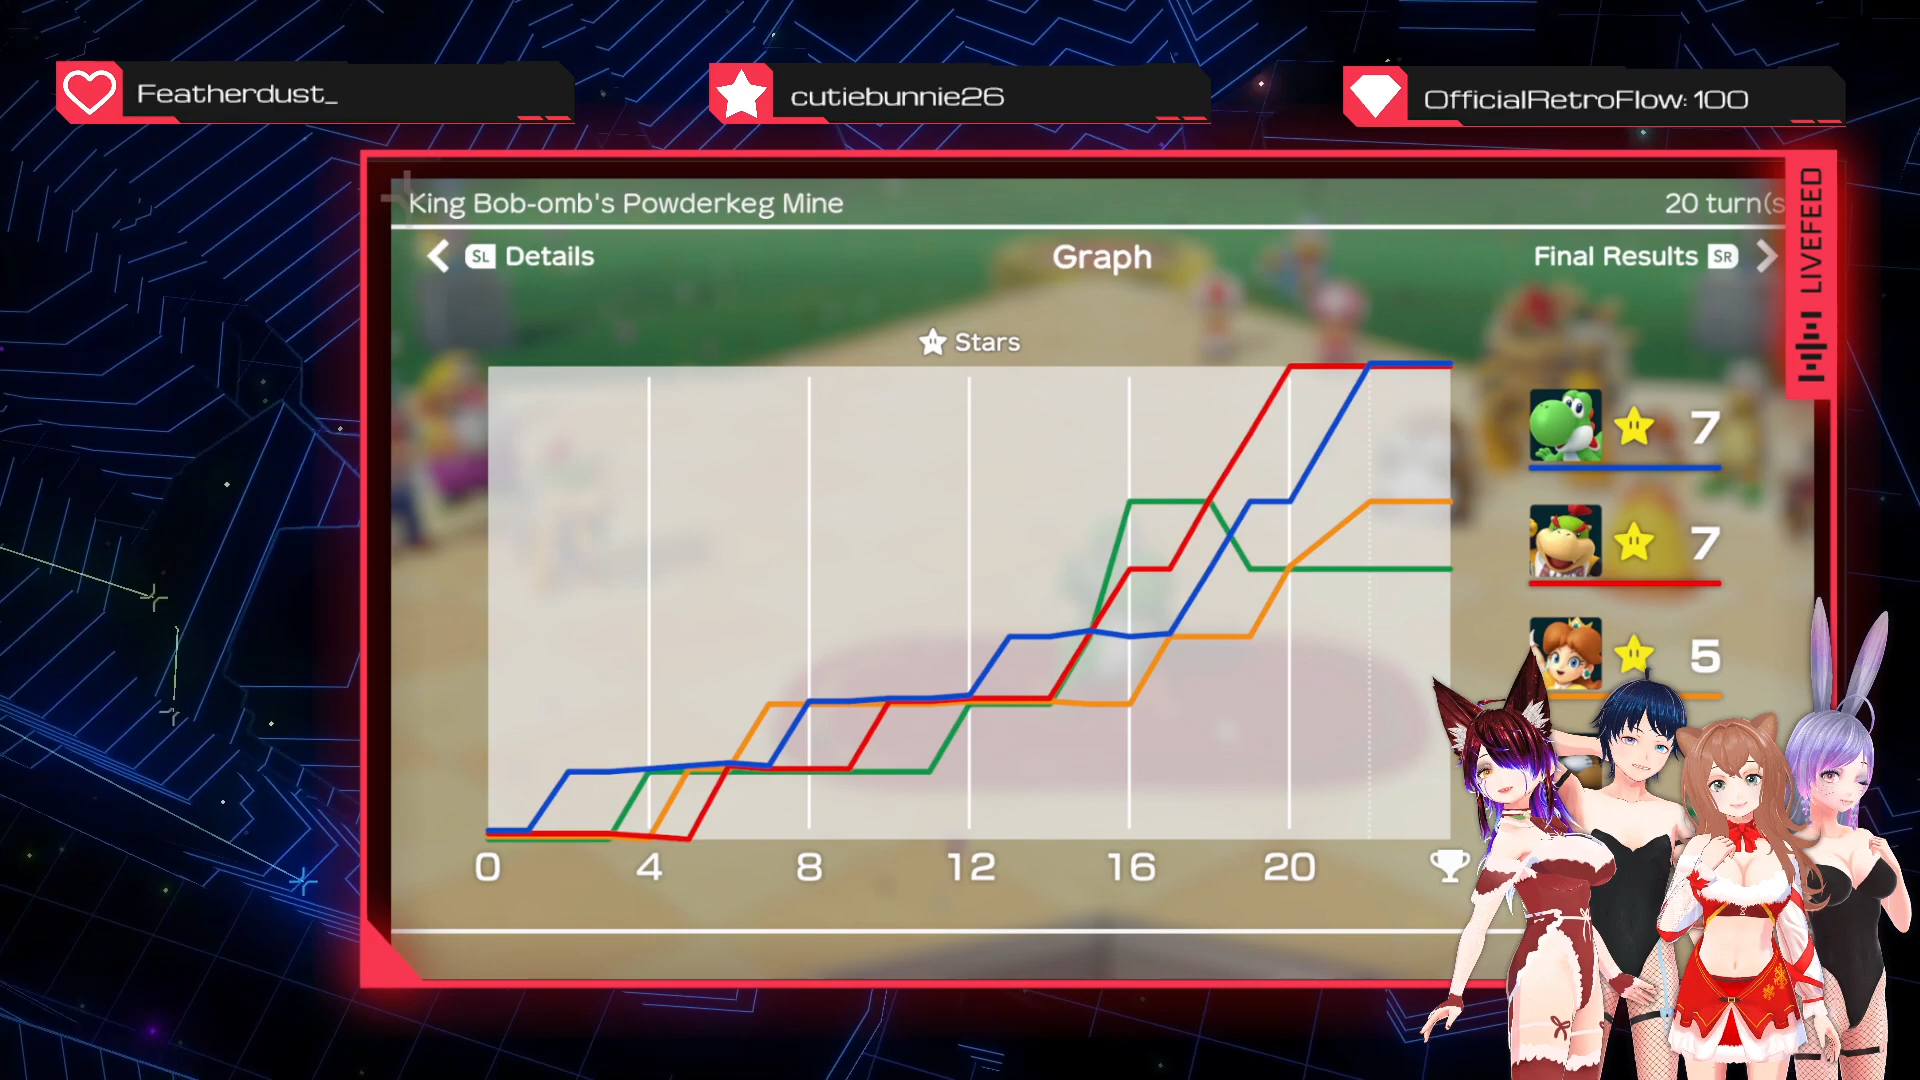 Featherdust_
cutiebunnie26
OfficialRetroFlow: 100
King Bob-omb's Powderkeg Mine
20 turn(s
SL Details
Graph
Final Results SR
LIVEFEED
Stars
7
7
5
0 4 8 12 16 20